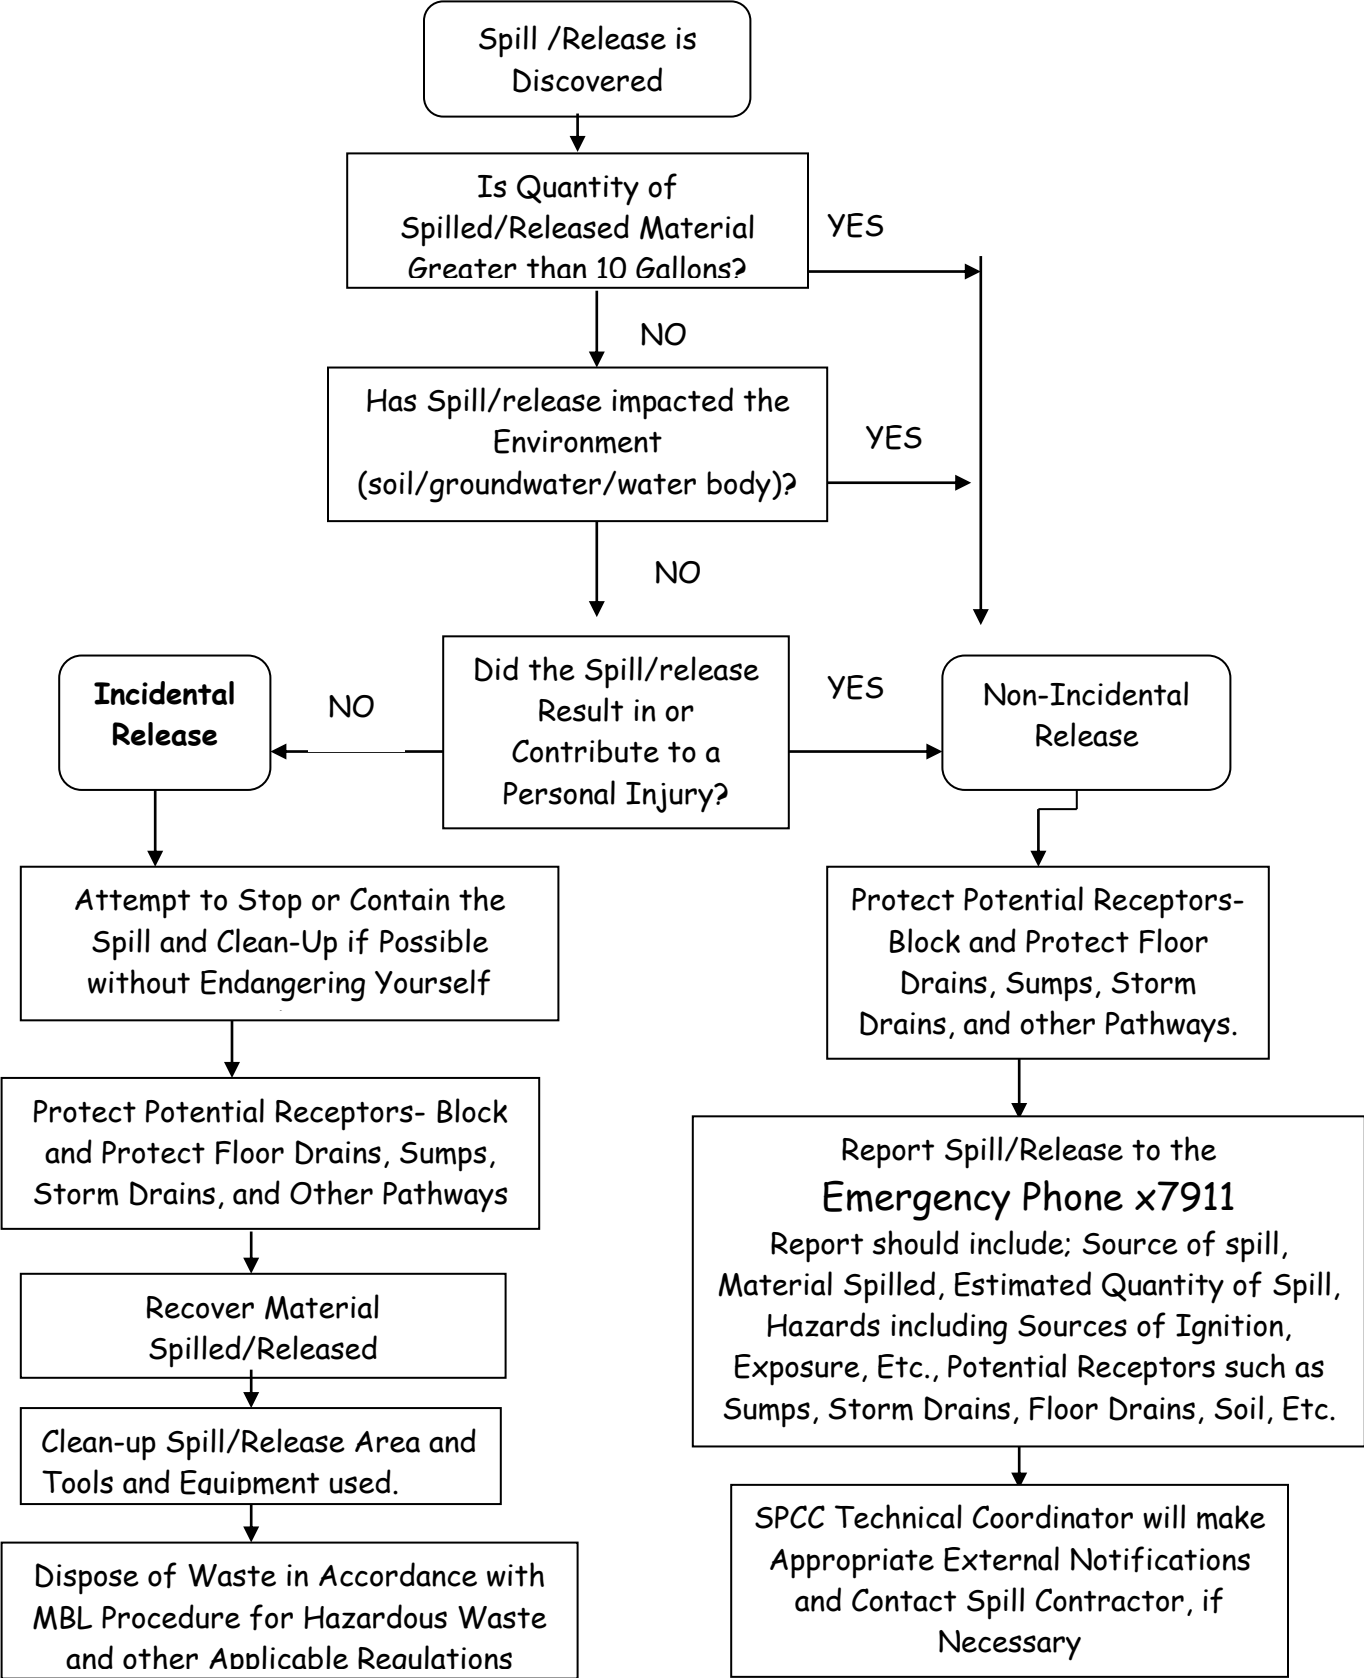 Spill /Release is
Discovered
Is Quantity of
Spilled/Released Material
Greater than 10 Gallons?
YES
NO
Has Spill/release impacted the
Environment
(soil/groundwater/water body)?
YES
NO
Did the Spill/release
Result in or
Contribute to a
Personal Injury?
NO
YES
Incidental
Release
Non-Incidental
Release
Attempt to Stop or Contain the
Spill and Clean-Up if Possible
without Endangering Yourself
Protect Potential Receptors- Block
and Protect Floor Drains, Sumps,
Storm Drains, and Other Pathways
Recover Material
Spilled/Released
Clean-up Spill/Release Area and
Tools and Equipment used.
Dispose of Waste in Accordance with
MBL Procedure for Hazardous Waste
and other Applicable Regulations
Protect Potential Receptors-
Block and Protect Floor
Drains, Sumps, Storm
Drains, and other Pathways.
Report Spill/Release to the
Emergency Phone x7911
Report should include; Source of spill,
Material Spilled, Estimated Quantity of Spill,
Hazards including Sources of Ignition,
Exposure, Etc., Potential Receptors such as
Sumps, Storm Drains, Floor Drains, Soil, Etc.
SPCC Technical Coordinator will make
Appropriate External Notifications
and Contact Spill Contractor, if
Necessary